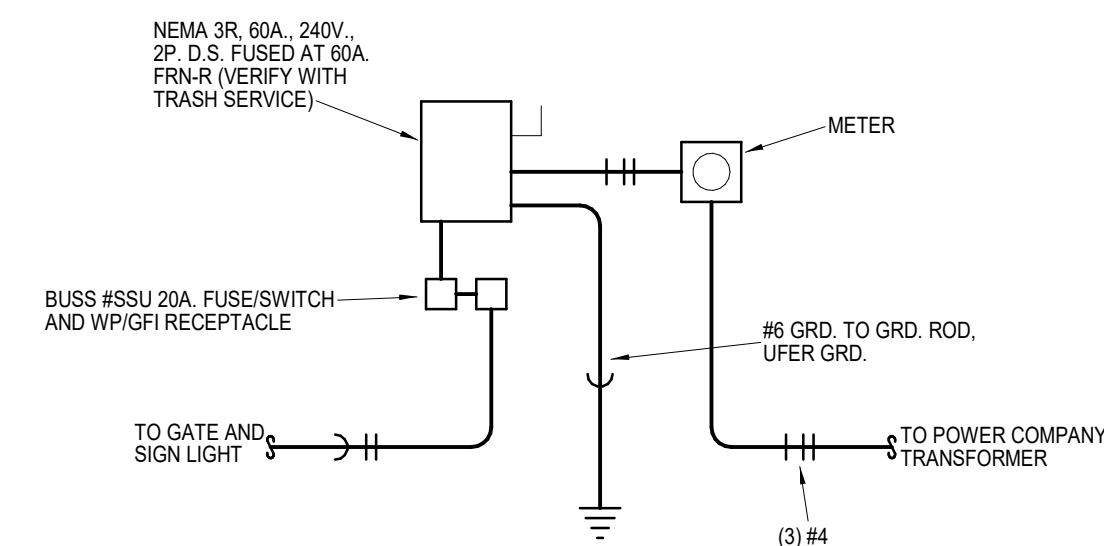 NEMA 3R, 60A., 240V.,
2P. D.S. FUSED AT 60A.
FRN-R (VERIFY WITH
TRASH SERVICE)
METER
BUSS #SSU 20A. FUSE/SWITCH
AND WP/GFI RECEPTACLE
#6 GRD. TO GRD. ROD,
UFER GRD.
TO GATE AND
SIGN LIGHT
TO POWER COMPANY
TRANSFORMER
(3) #4